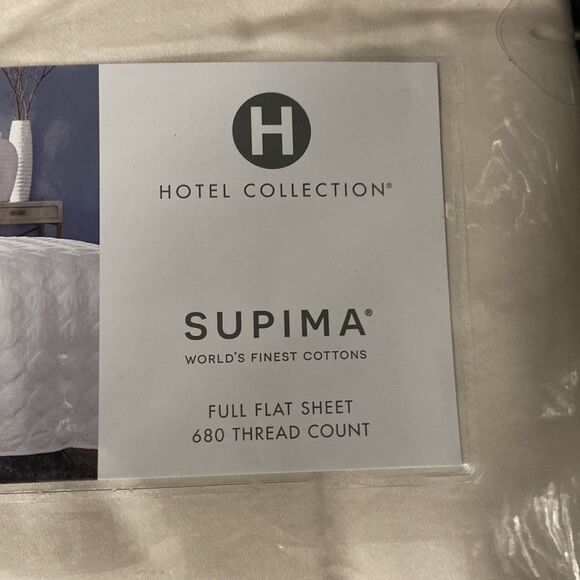 H
HOTEL COLLECTION®
SUPIMA®
WORLD'S FINEST COTTONS
FULL FLAT SHEET
680 THREAD COUNT